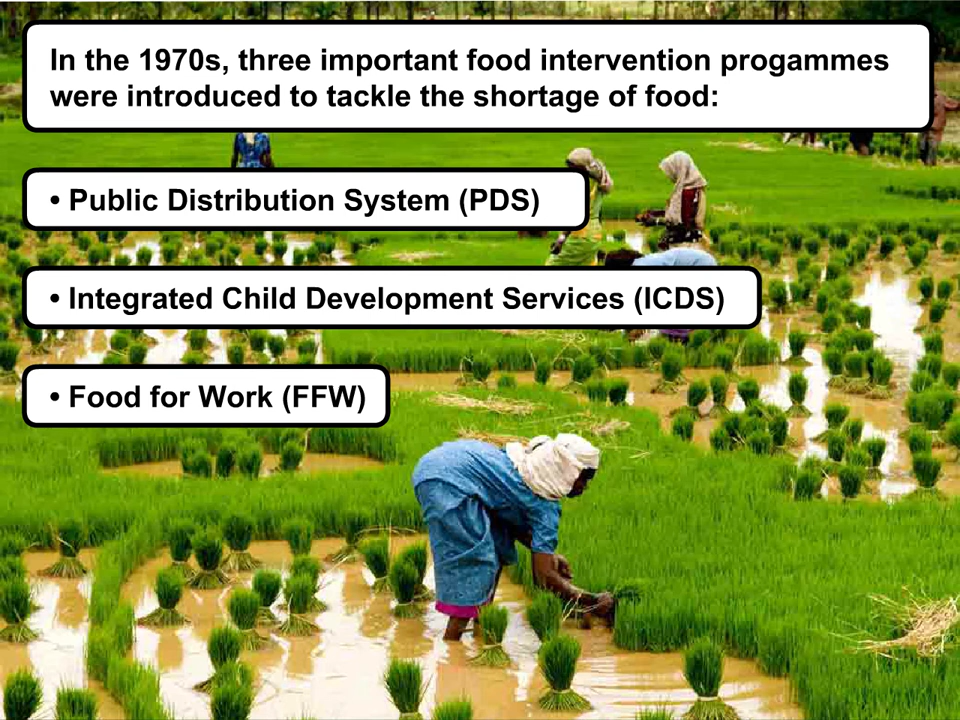 In the 1970s, three important food intervention progammes
were introduced to tackle the shortage of food:
• Public Distribution System (PDS)
• Integrated Child Development Services (ICDS)
• Food for Work (FFW)